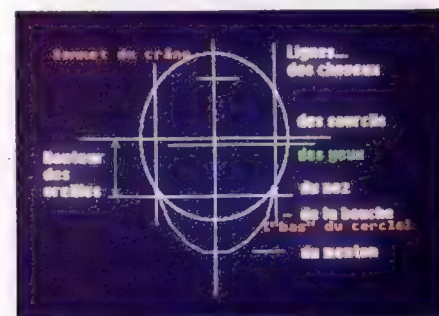 Sommet du crâne
Lignes...
des cheveux
des sourcils
des yeux
Hauteur
des
oreilles
du nez
de la bouche
("bas" du cercle)
du menton